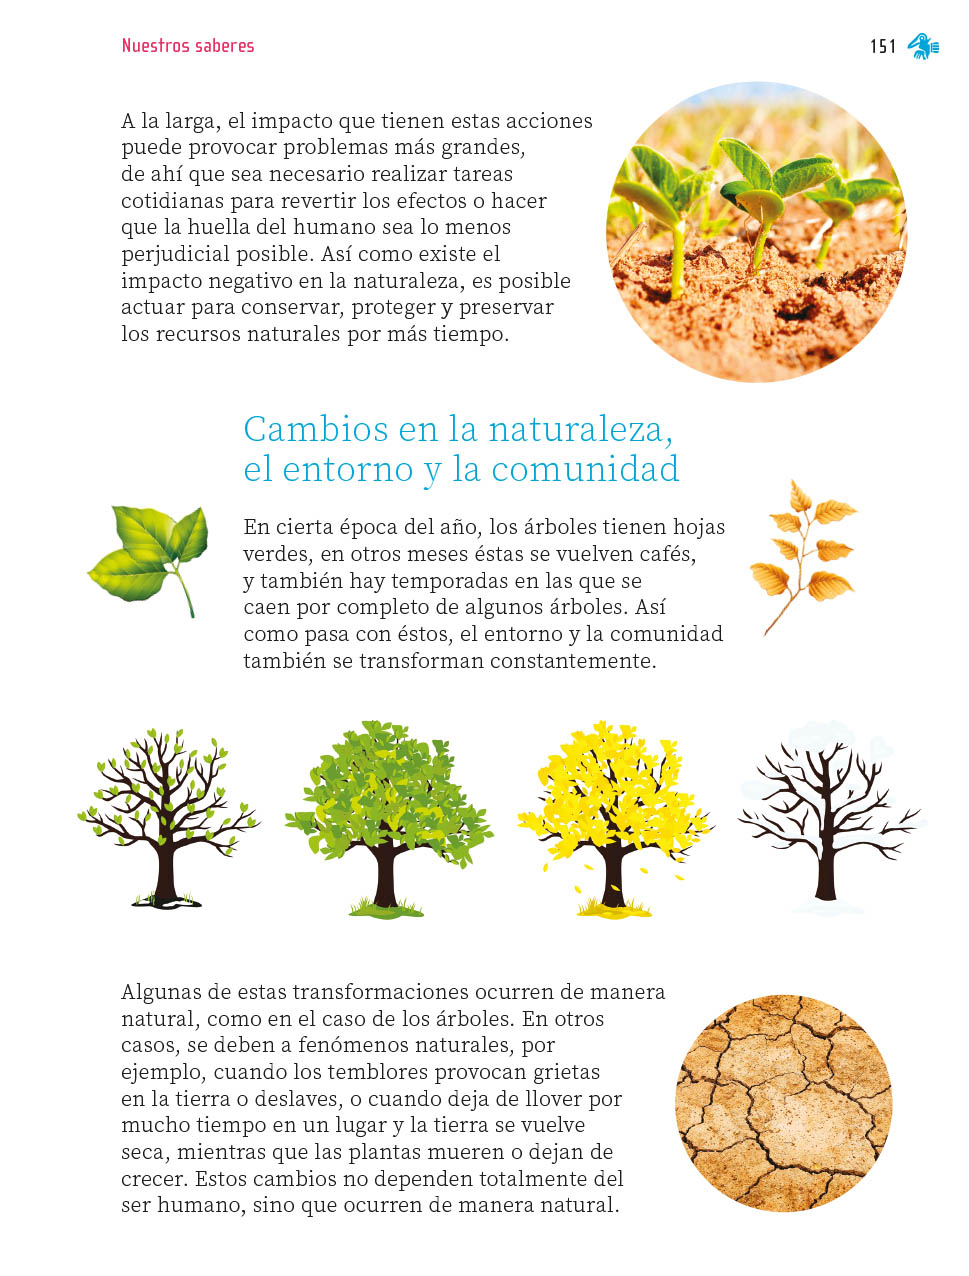 Nuestros saberes
151
A la larga, el impacto que tienen estas acciones
puede provocar problemas más grandes,
de ahí que sea necesario realizar tareas
cotidianas para revertir los efectos o hacer
que la huella del humano sea lo menos
perjudicial posible. Así como existe el
impacto negativo en la naturaleza, es posible
actuar para conservar, proteger y preservar
los recursos naturales por más tiempo.
Cambios en la naturaleza,
el entorno y la comunidad
En cierta época del año, los árboles tienen hojas
verdes, en otros meses éstas se vuelven cafés,
y también hay temporadas en las que se
caen por completo de algunos árboles. Así
como pasa con éstos, el entorno y la comunidad
también se transforman constantemente.
Algunas de estas transformaciones ocurren de manera
natural, como en el caso de los árboles. En otros
casos, se deben a fenómenos naturales, por
ejemplo, cuando los temblores provocan grietas
en la tierra o deslaves, o cuando deja de llover por
mucho tiempo en un lugar y la tierra se vuelve
seca, mientras que las plantas mueren o dejan de
crecer. Estos cambios no dependen totalmente del
ser humano, sino que ocurren de manera natural.